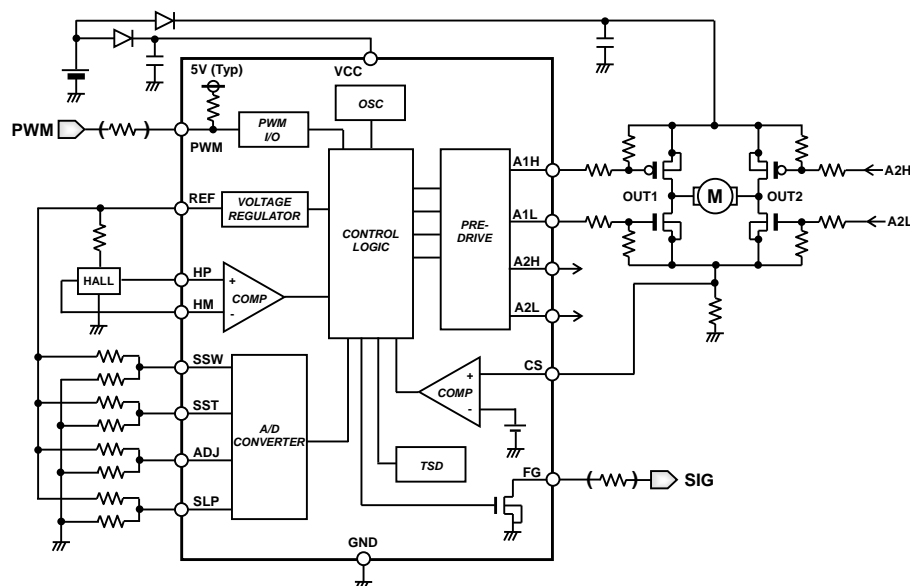 VCC
5V (Typ)
OSC
PWM
PWM
I/O
PWM
A1H
A2H
OUT1
M
OUT2
REF
VOLTAGE
REGULATOR
CONTROL
LOGIC
PRE-
DRIVE
A1L
A2L
HALL
HP
+
COMP
HM
-
A2H
A2L
SSW
CS
+
COMP
-
SST
A/D
CONVERTER
ADJ
TSD
FG
SIG
SLP
GND